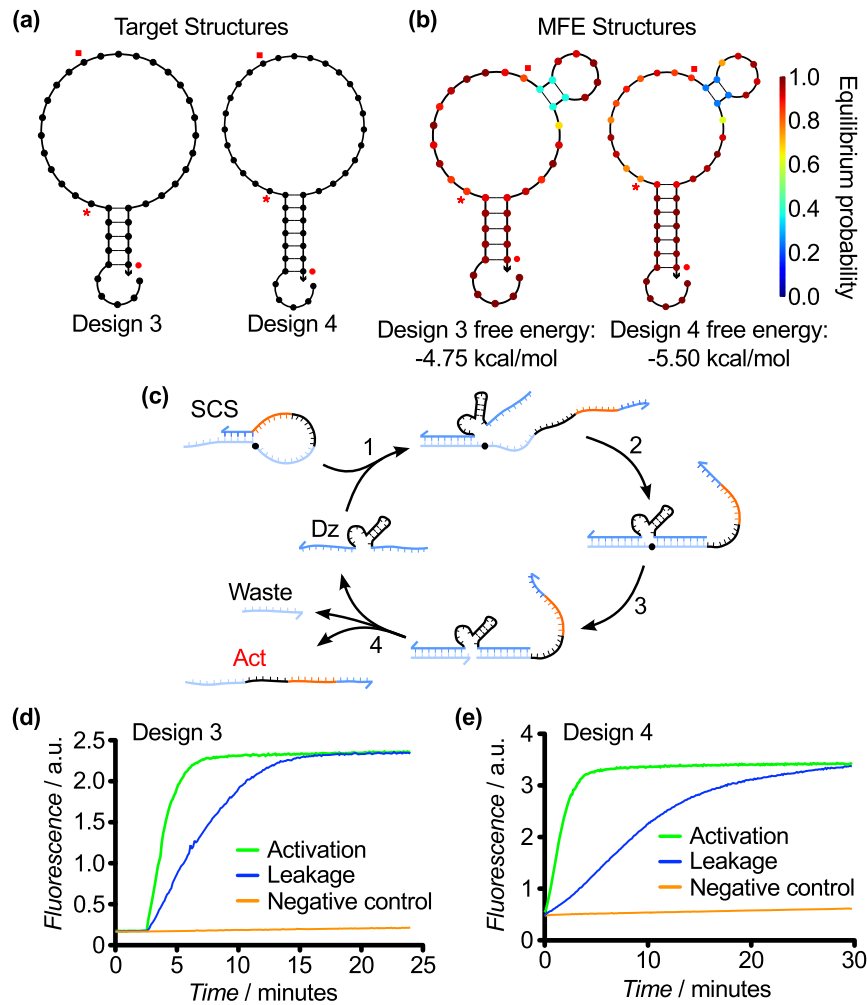 (a)
Target Structures
Design 3
Design 4
(b)
MFE Structures
1.0
0.8
0.6
0.4
0.2
0.0
Equilibrium probability
Design 3 free energy:
-4.75 kcal/mol
Design 4 free energy:
-5.50 kcal/mol
(c)
SCS
1
2
Dz
3
Waste
4
Act
(d)
Design 3
Fluorescence / a.u.
2.5
2.0
1.5
1.0
0.5
0
Activation
Leakage
Negative control
0 5 10 15 20 25
Time / minutes
(e)
Design 4
Fluorescence / a.u.
4
3
2
1
0
Activation
Leakage
Negative control
0 10 20 30
Time / minutes